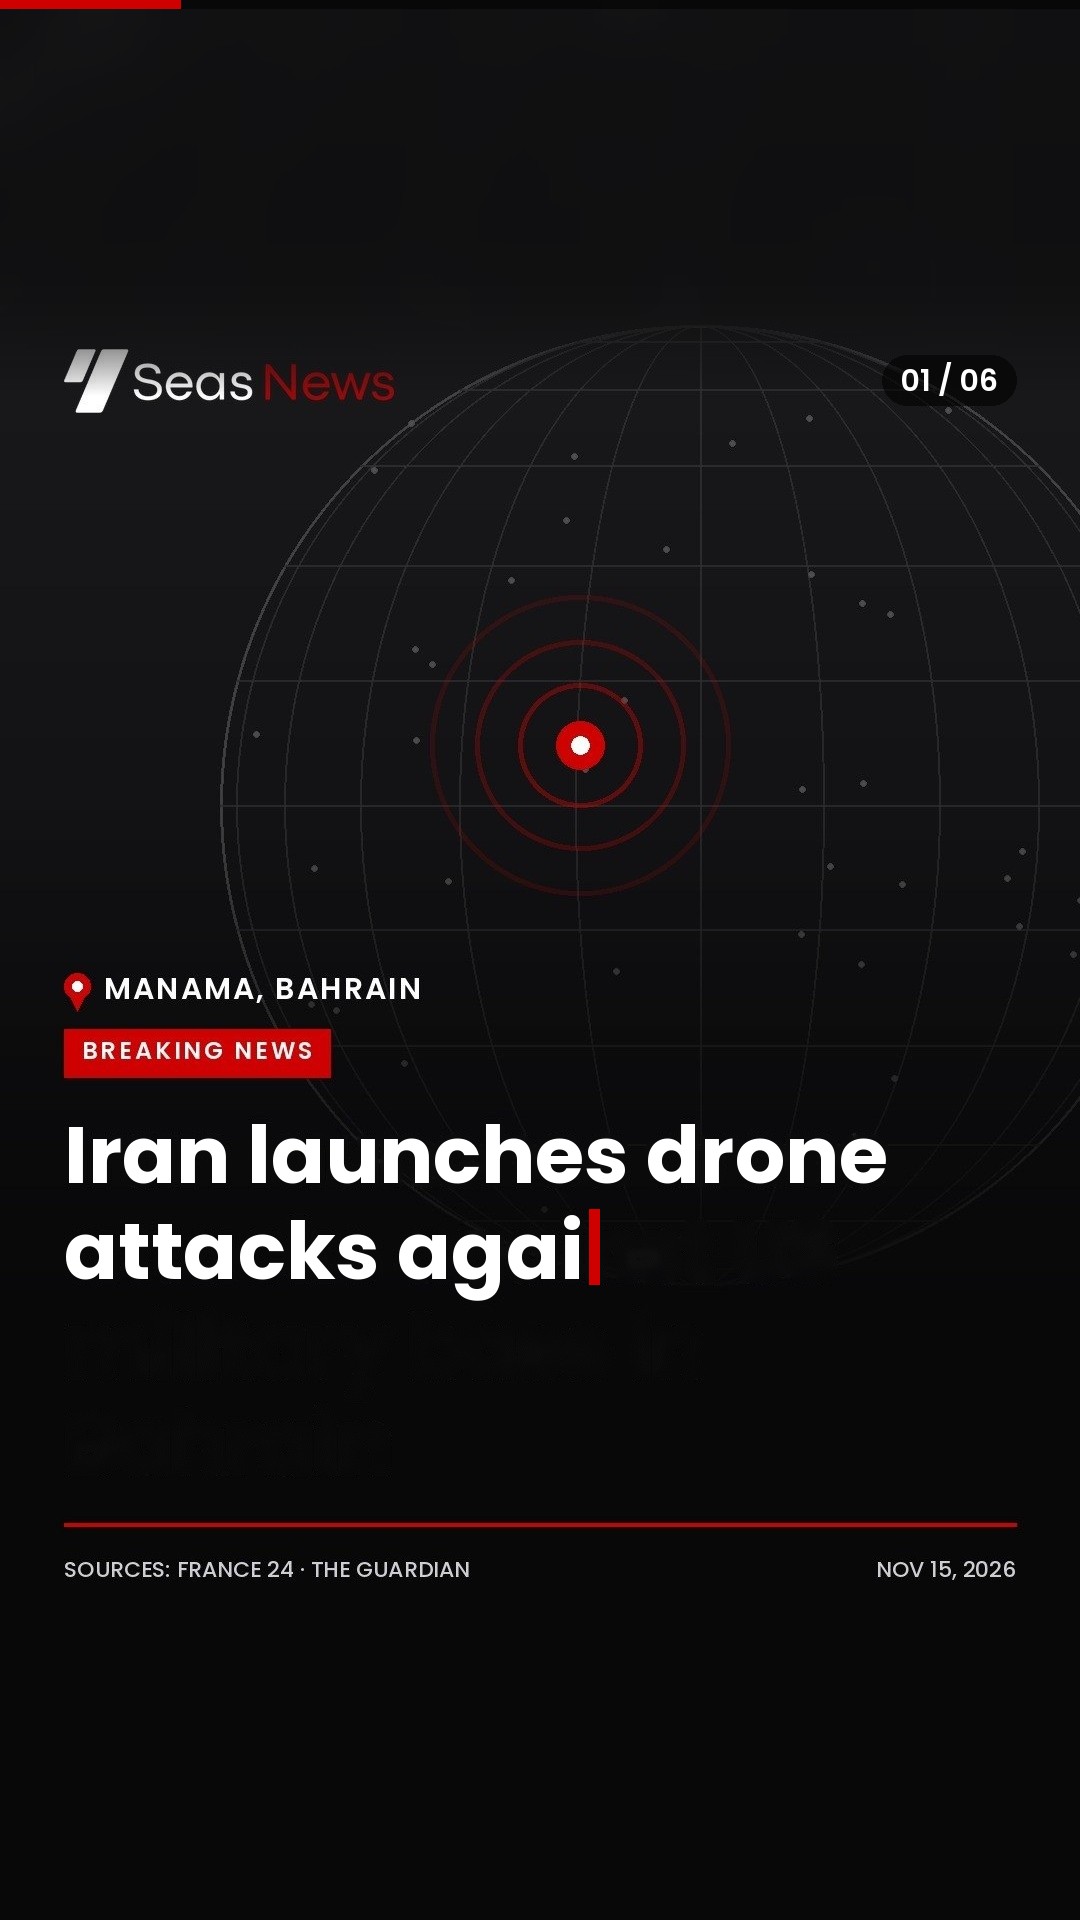 7 Seas News
01 / 06
MANAMA, BAHRAIN
BREAKING NEWS
Iran launches drone
attacks agai
SOURCES: FRANCE 24 · THE GUARDIAN
NOV 15, 2026